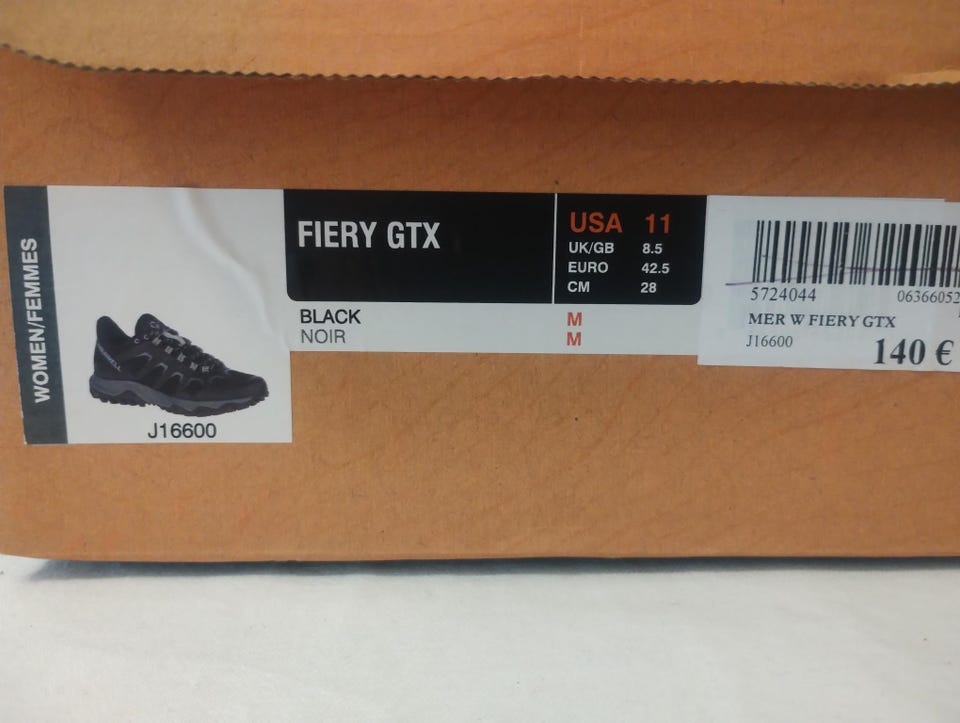 WOMEN/FEMMES
J16600
FIERY GTX
USA 11
UK/GB 8.5
EURO 42.5
CM 28
BLACK M
NOIR M
5724044 06366052
MER W FIERY GTX
J16600
140 €